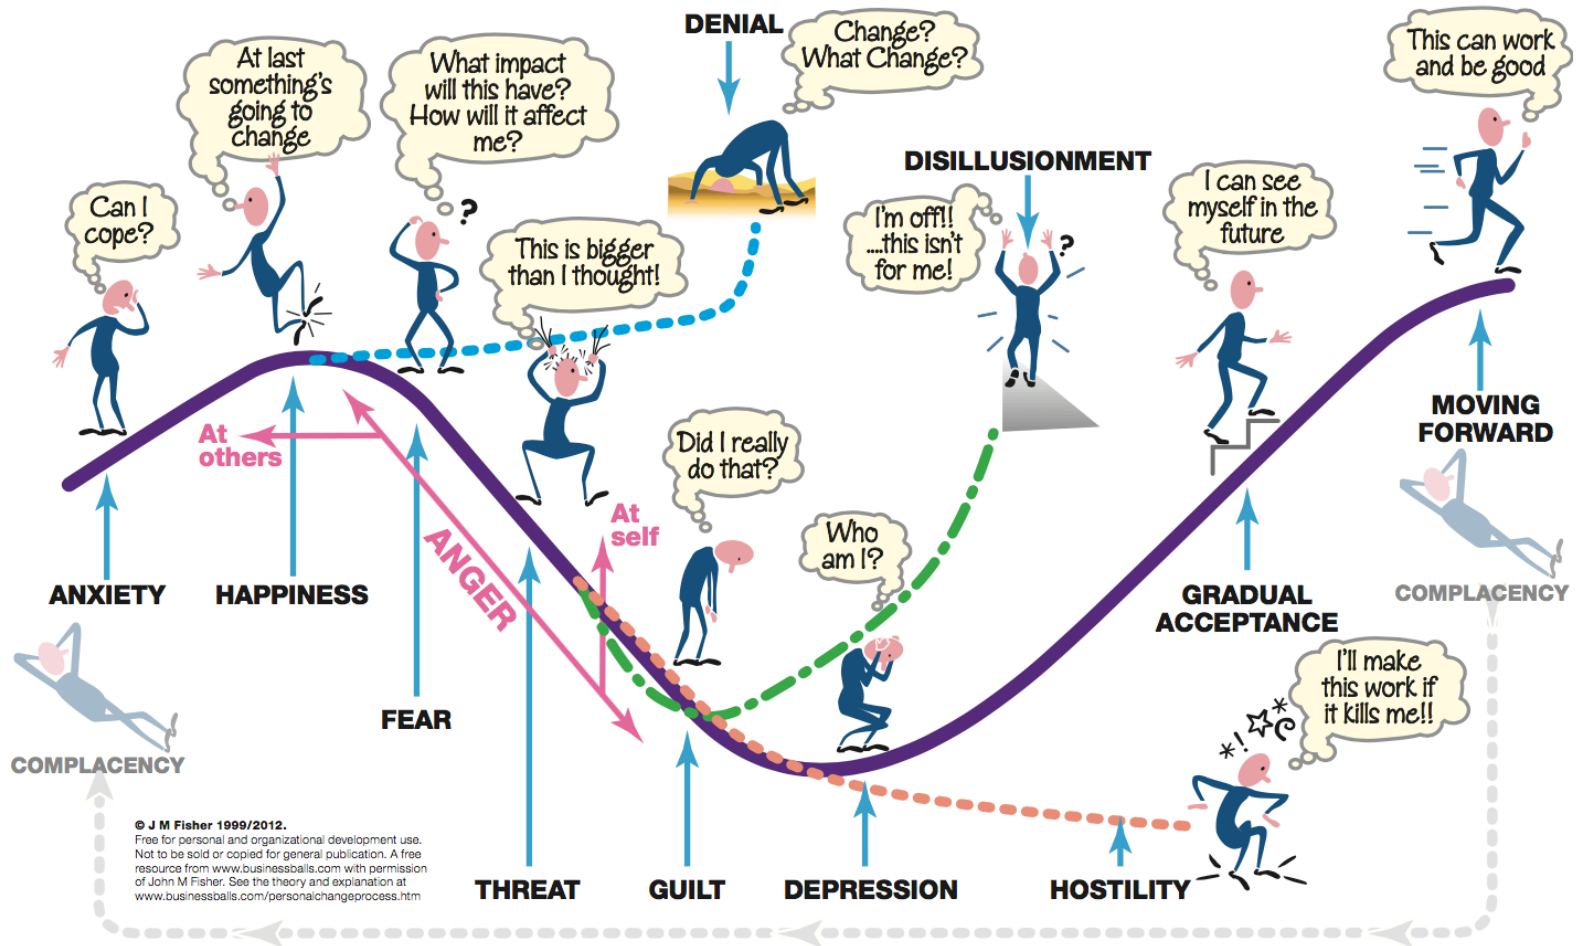 DENIAL
Change?
What Change?
This can work
and be good
At last
something's
going to
change
What impact
will this have?
How will it affect
me?
?
DISILLUSIONMENT
I can see
myself in the
future
Can I
cope?
I'm off!!
....this isn't
for me!
?
This is bigger
than I thought!
MOVING
FORWARD
At
others
Did I really
do that?
At
self
Who
am I?
ANGER
ANXIETY
HAPPINESS
GRADUAL
ACCEPTANCE
COMPLACENCY
I'll make
this work if
it kills me!!
FEAR
*!
*
COMPLACENCY
© J M Fisher 1999/2012.
Free for personal and organizational development use.
Not to be sold or copied for general publication. A free
resource from www.businessballs.com with permission
of John M Fisher. See the theory and explanation at
www.businessballs.com/personalchangeprocess.htm
THREAT
GUILT
DEPRESSION
HOSTILITY